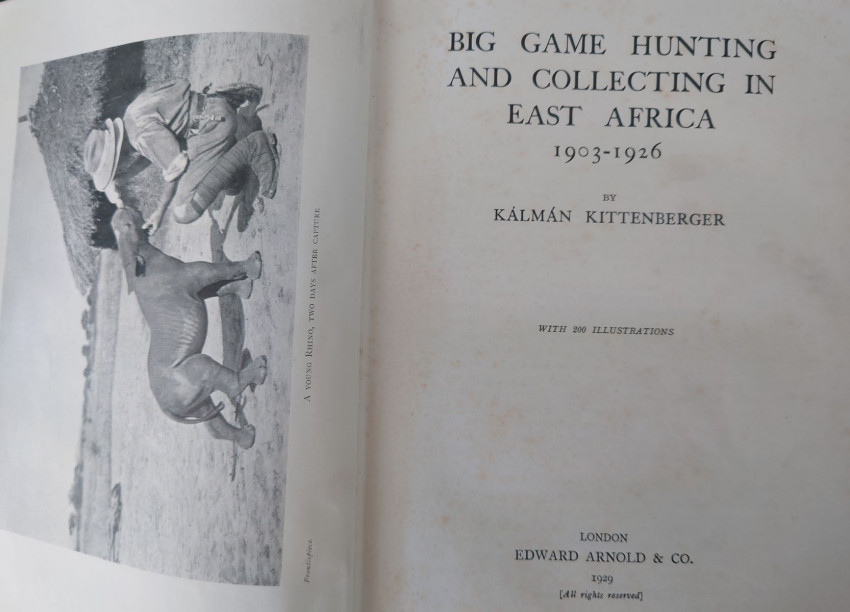 A YOUNG RHINO, TWO DAYS AFTER CAPTURE
Frontispiece.
BIG GAME HUNTING
AND COLLECTING IN
EAST AFRICA
1903-1926
BY
KÁLMÁN KITTENBERGER
WITH 200 ILLUSTRATIONS
LONDON
EDWARD ARNOLD & CO.
1929
[All rights reserved]